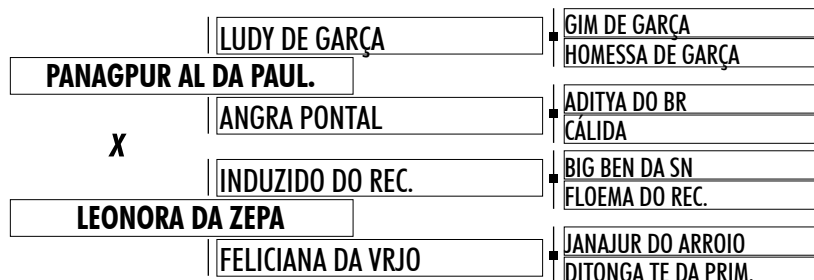 LUDY DE GARÇA
GIM DE GARÇA
HOMESSA DE GARÇA
PANAGPUR AL DA PAUL.
ANGRA PONTAL
ADITYA DO BR
CÁLIDA
X
INDUZIDO DO REC.
BIG BEN DA SN
FLOEMA DO REC.
LEONORA DA ZEPA
FELICIANA DA VRJO
JANAJUR DO ARROIO
DITONGA TE DA PRIM.